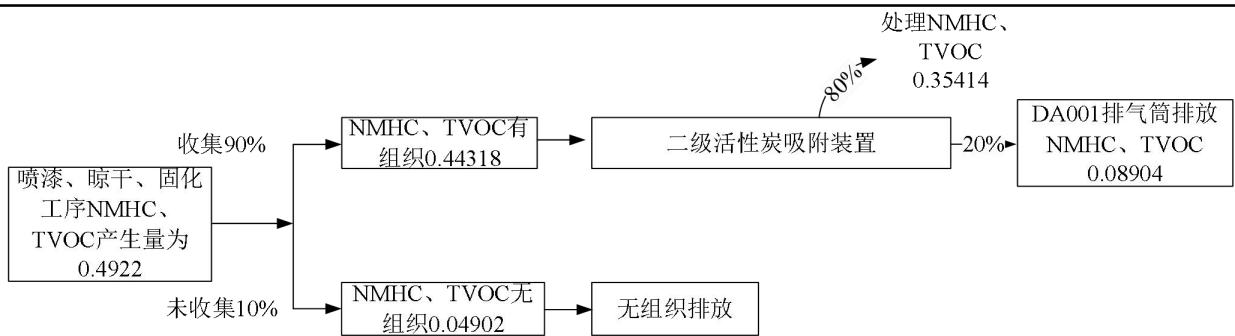 处理NMHC、
TVOC
0.35414
80%
收集90%
NMHC、TVOC有
组织0.44318
二级活性炭吸附装置
20%
DA001排气筒排放
NMHC、TVOC
0.08904
喷漆、晾干、固化
工序NMHC、
TVOC产生量为
0.4922
未收集10%
NMHC、TVOC无
组织0.04902
无组织排放